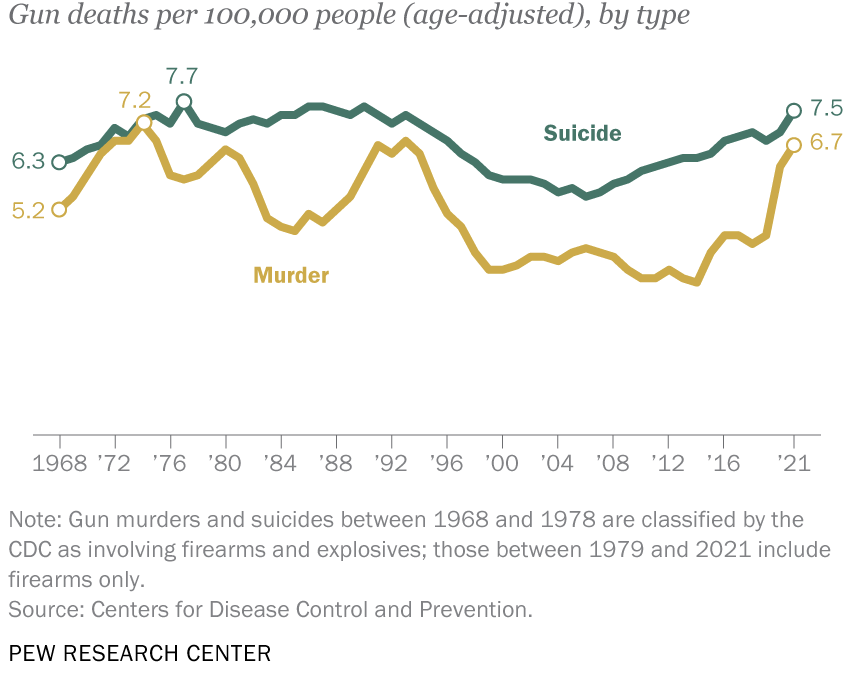 Gun deaths per 100,000 people (age-adjusted), by type
7.7
7.2
7.5
Suicide
6.7
6.3
5.2
Murder
1968 ’72 ’76 ’80 ’84 ’88 ’92 ’96 ’00 ’04 ’08 ’12 ’16 ’21
Note: Gun murders and suicides between 1968 and 1978 are classified by the
CDC as involving firearms and explosives; those between 1979 and 2021 include
firearms only.
Source: Centers for Disease Control and Prevention.
PEW RESEARCH CENTER